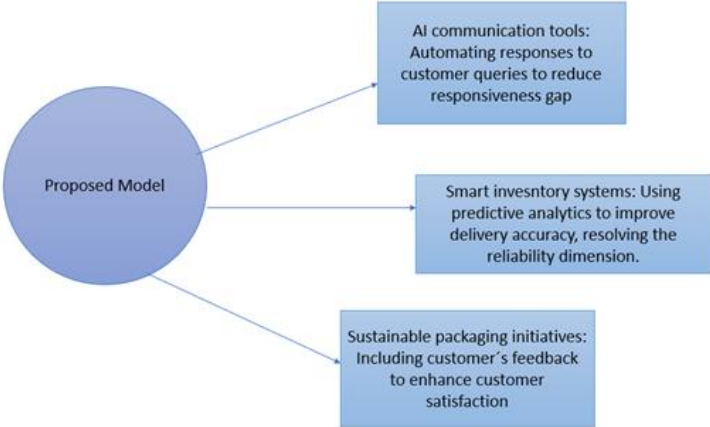 Proposed Model
AI communication tools:
Automating responses to
customer queries to reduce
responsiveness gap
Smart invesntory systems: Using
predictive analytics to improve
delivery accuracy, resolving the
reliability dimension.
Sustainable packaging initiatives:
Including customer´s feedback
to enhance customer
satisfaction